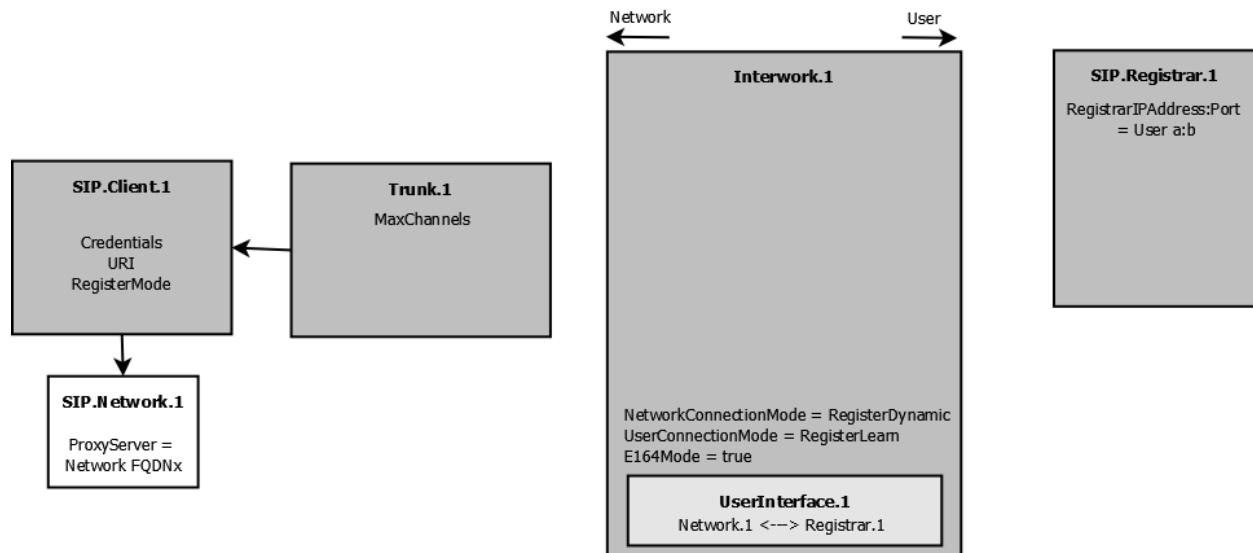 Network
User
Interwork.1
SIP.Registrar.1
RegistrarIPAddress:Port
= User a:b
SIP.Client.1
Credentials
URI
RegisterMode
Trunk.1
MaxChannels
SIP.Network.1
ProxyServer =
Network FQDNx
NetworkConnectionMode = RegisterDynamic
UserConnectionMode = RegisterLearn
E164Mode = true
UserInterface.1
Network.1 <---> Registrar.1